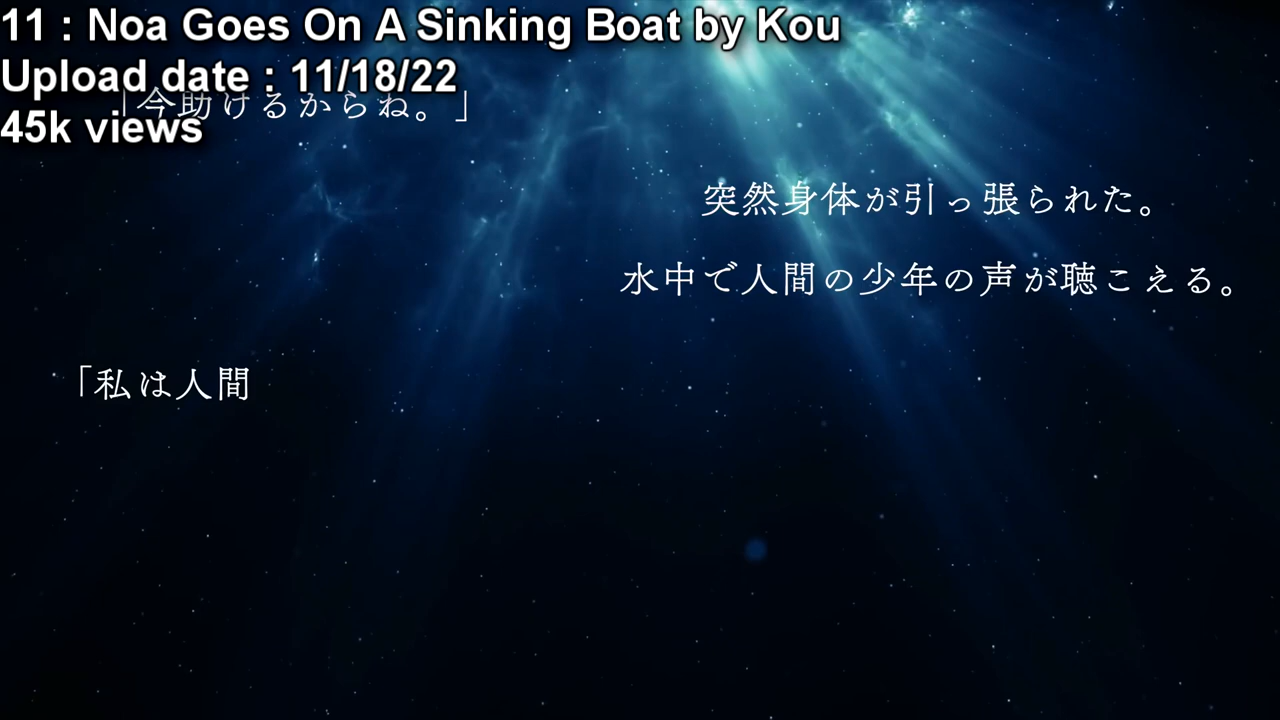 11 : Noa Goes On A Sinking Boat by Kou
Upload date : 11/18/22
「今助けるからね。」
45k views
突然身体が引っ張られた。
水中で人間の少年の声が聴こえる。
「私は人間